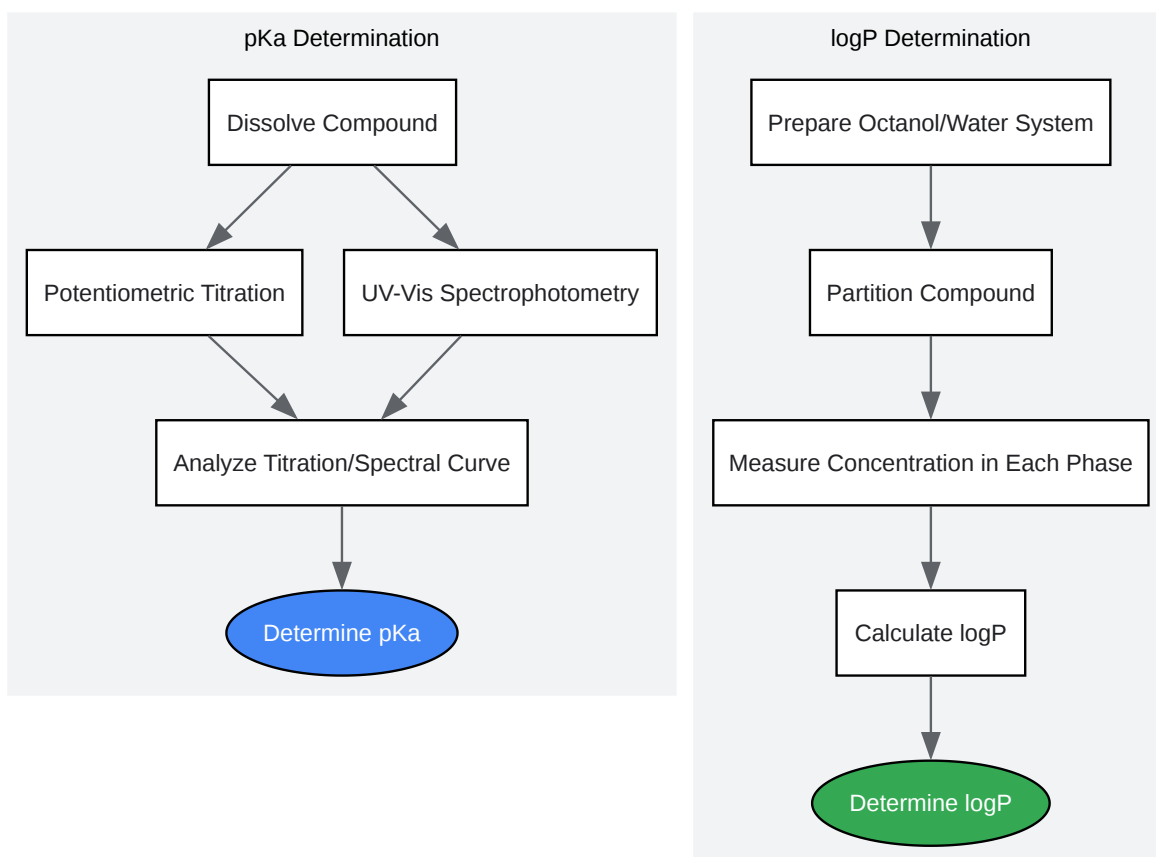 pKa Determination
Dissolve Compound
Potentiometric Titration
UV-Vis Spectrophotometry
Analyze Titration/Spectral Curve
Determine pKa
logP Determination
Prepare Octanol/Water System
Partition Compound
Measure Concentration in Each Phase
Calculate logP
Determine logP